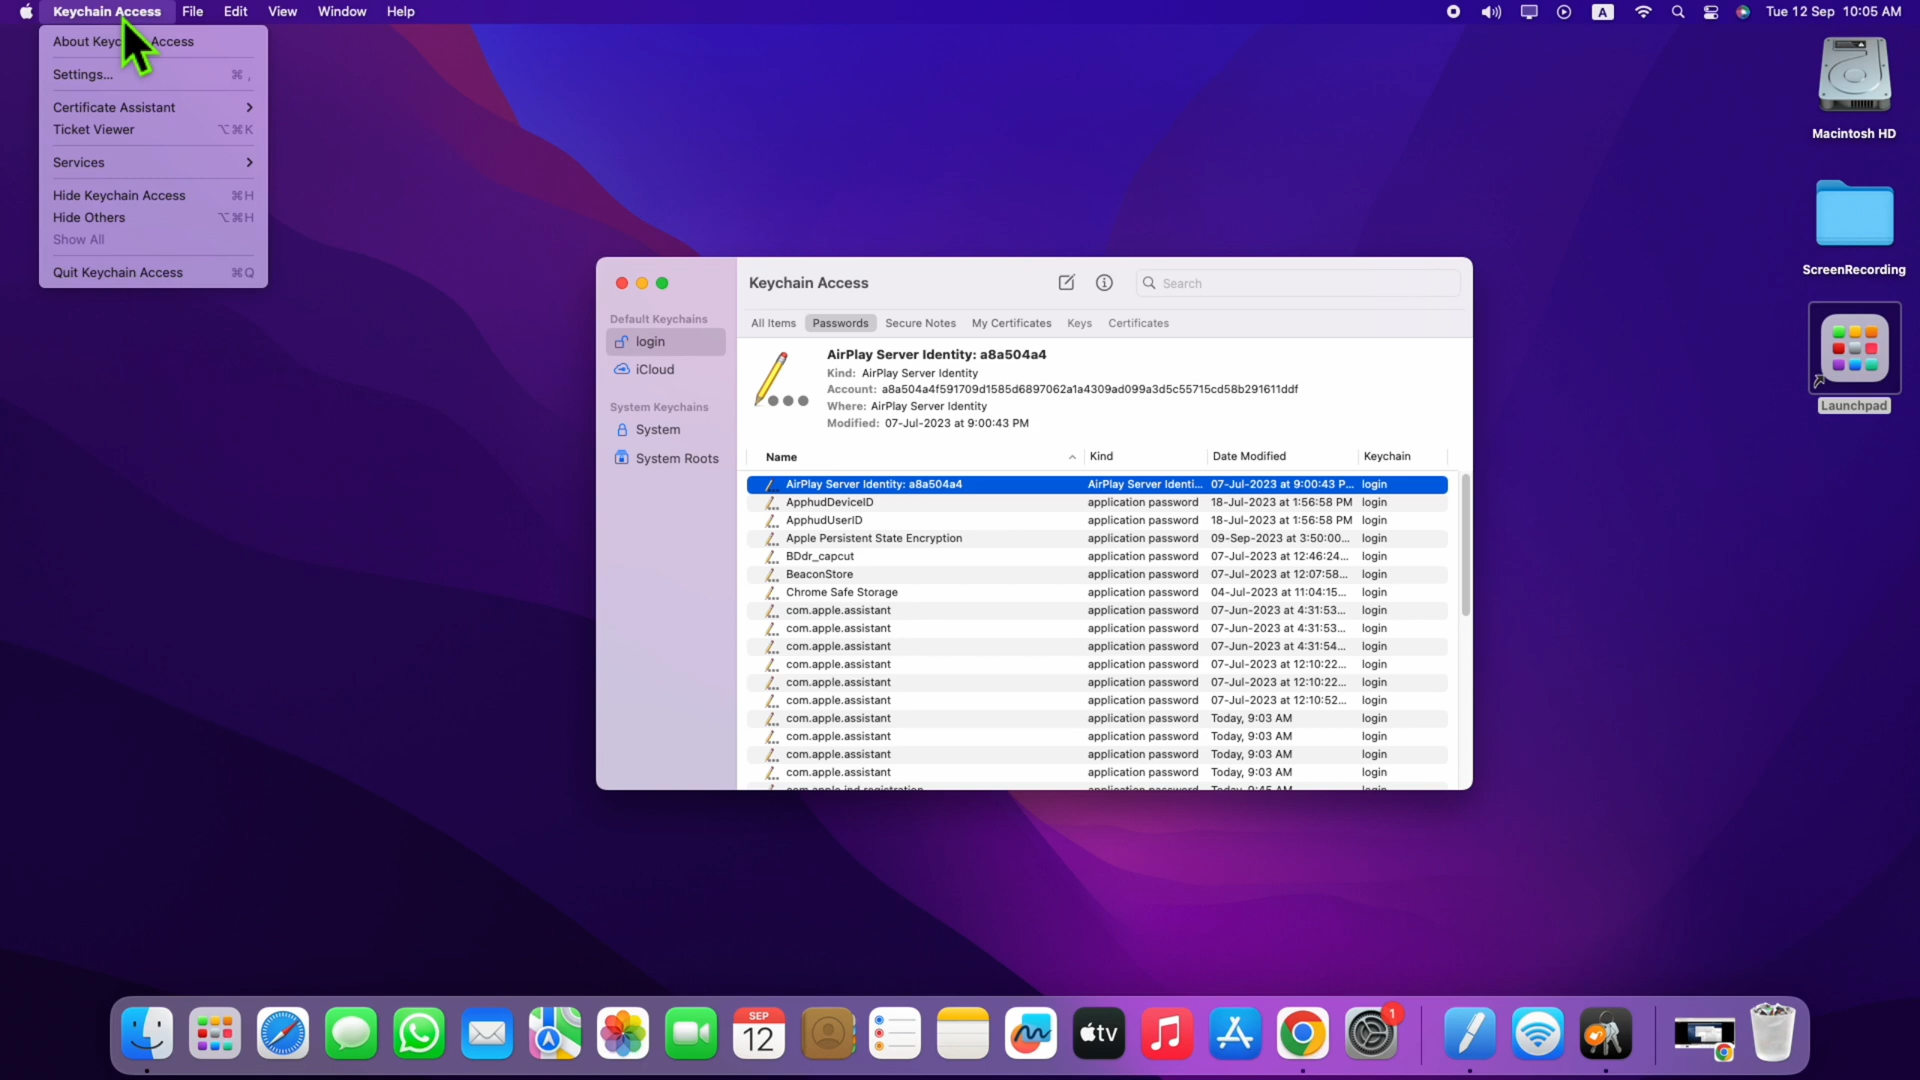 Keychain Access File Edit View Window Help
A Tue 12 Sep 10:05 AM
About Keyc Access
Settings... ⌘ ,
Certificate Assistant
Ticket Viewer ⌥⌘K
Services
Hide Keychain Access ⌘H
Hide Others ⌥⌘H
Show All
Quit Keychain Access ⌘Q
Macintosh HD
ScreenRecording
Launchpad
Keychain Access
Search
Default Keychains
login
iCloud
System Keychains
System
System Roots
All Items Passwords Secure Notes My Certificates Keys Certificates
AirPlay Server Identity: a8a504a4
Kind: AirPlay Server Identity
Account: a8a504a4f591709d1585d6897062a1a4309ad099a3d5c55715cd58b291611ddf
Where: AirPlay Server Identity
Modified: 07-Jul-2023 at 9:00:43 PM
Name Kind Date Modified Keychain
AirPlay Server Identity: a8a504a4 AirPlay Server Identi... 07-Jul-2023 at 9:00:43 P... login
ApphudDeviceID application password 18-Jul-2023 at 1:56:58 PM login
ApphudUserID application password 18-Jul-2023 at 1:56:58 PM login
Apple Persistent State Encryption application password 09-Sep-2023 at 3:50:00... login
BDdr_capcut application password 07-Jul-2023 at 12:46:24... login
BeaconStore application password 07-Jul-2023 at 12:07:58... login
Chrome Safe Storage application password 04-Jul-2023 at 11:04:15... login
com.apple.assistant application password 07-Jun-2023 at 4:31:53... login
com.apple.assistant application password 07-Jun-2023 at 4:31:53... login
com.apple.assistant application password 07-Jun-2023 at 4:31:54... login
com.apple.assistant application password 07-Jul-2023 at 12:10:22... login
com.apple.assistant application password 07-Jul-2023 at 12:10:22... login
com.apple.assistant application password 07-Jul-2023 at 12:10:52... login
com.apple.assistant application password Today, 9:03 AM login
com.apple.assistant application password Today, 9:03 AM login
com.apple.assistant application password Today, 9:03 AM login
com.apple.assistant application password Today, 9:03 AM login
SEP
12
tv
1